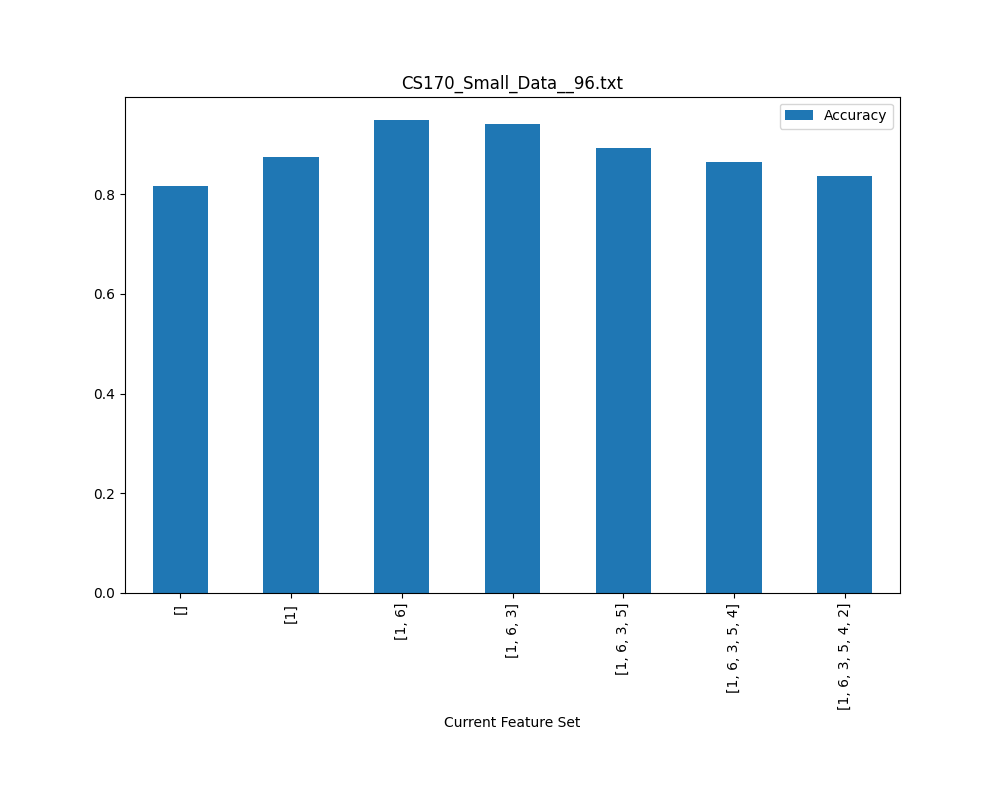 CS170_Small_Data__96.txt
Accuracy
0.8
0.6
0.4
0.2
0.0
[]
[1]
[1, 6]
[1, 6, 3]
[1, 6, 3, 5]
[1, 6, 3, 5, 4]
[1, 6, 3, 5, 4, 2]
Current Feature Set